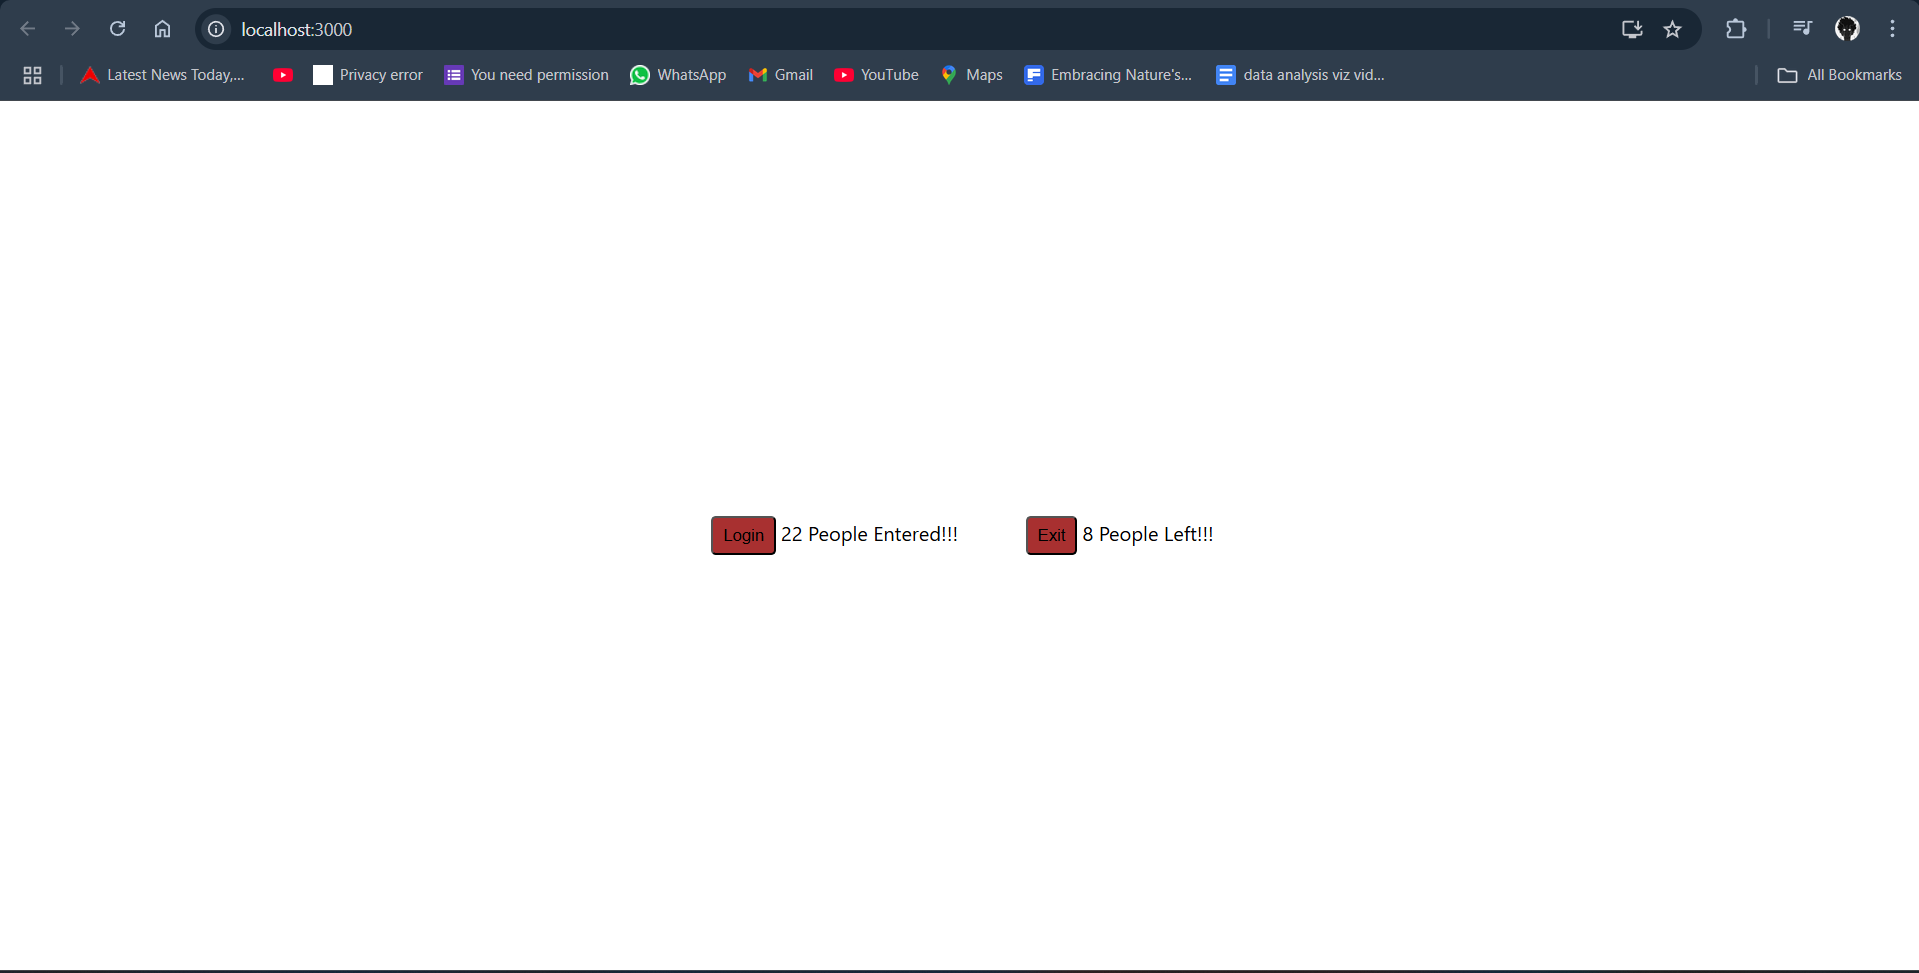 localhost:3000
Latest News Today,... Privacy error You need permission WhatsApp Gmail YouTube Maps Embracing Nature's... data analysis viz vid... All Bookmarks
Login 22 People Entered!!! Exit 8 People Left!!!